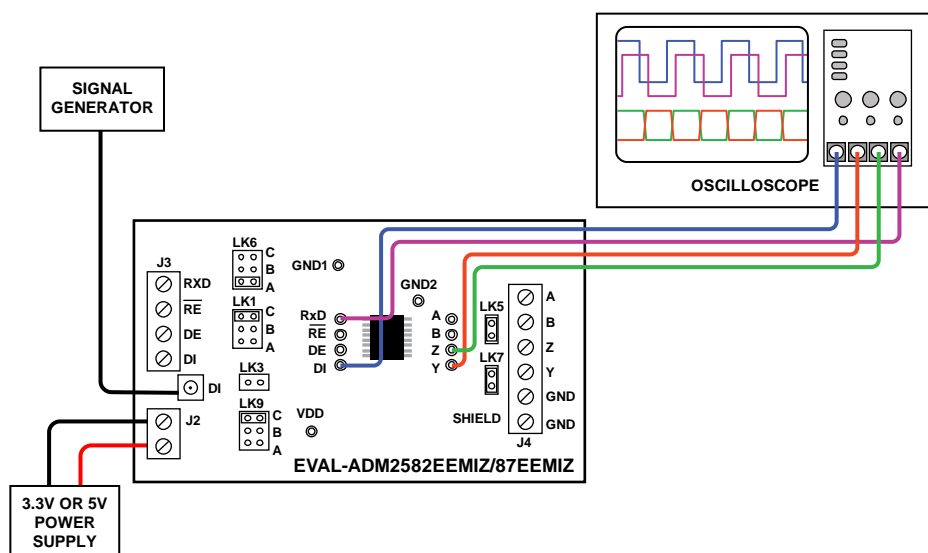 SIGNAL
GENERATOR
OSCILLOSCOPE
LK6
C
B
A
GND1
J3
RXD
RE
DE
DI
LK1
C
B
A
GND2
RxD
RE
DE
DI
A
B
Z
Y
LK5
LK7
A
B
Z
Y
GND
GND
SHIELD
J4
DI
LK3
J2
LK9
C
B
A
VDD
EVAL-ADM2582EEMIZ/87EEMIZ
3.3V OR 5V
POWER
SUPPLY